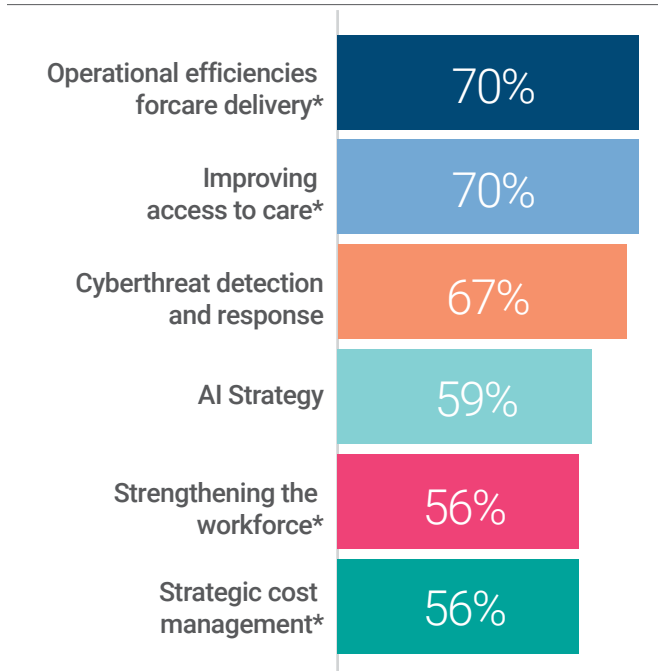 Operational efficiencies
forcare delivery*
70%
Improving
access to care*
70%
Cyberthreat detection
and response
67%
AI Strategy
59%
Strengthening the
workforce*
56%
Strategic cost
management*
56%